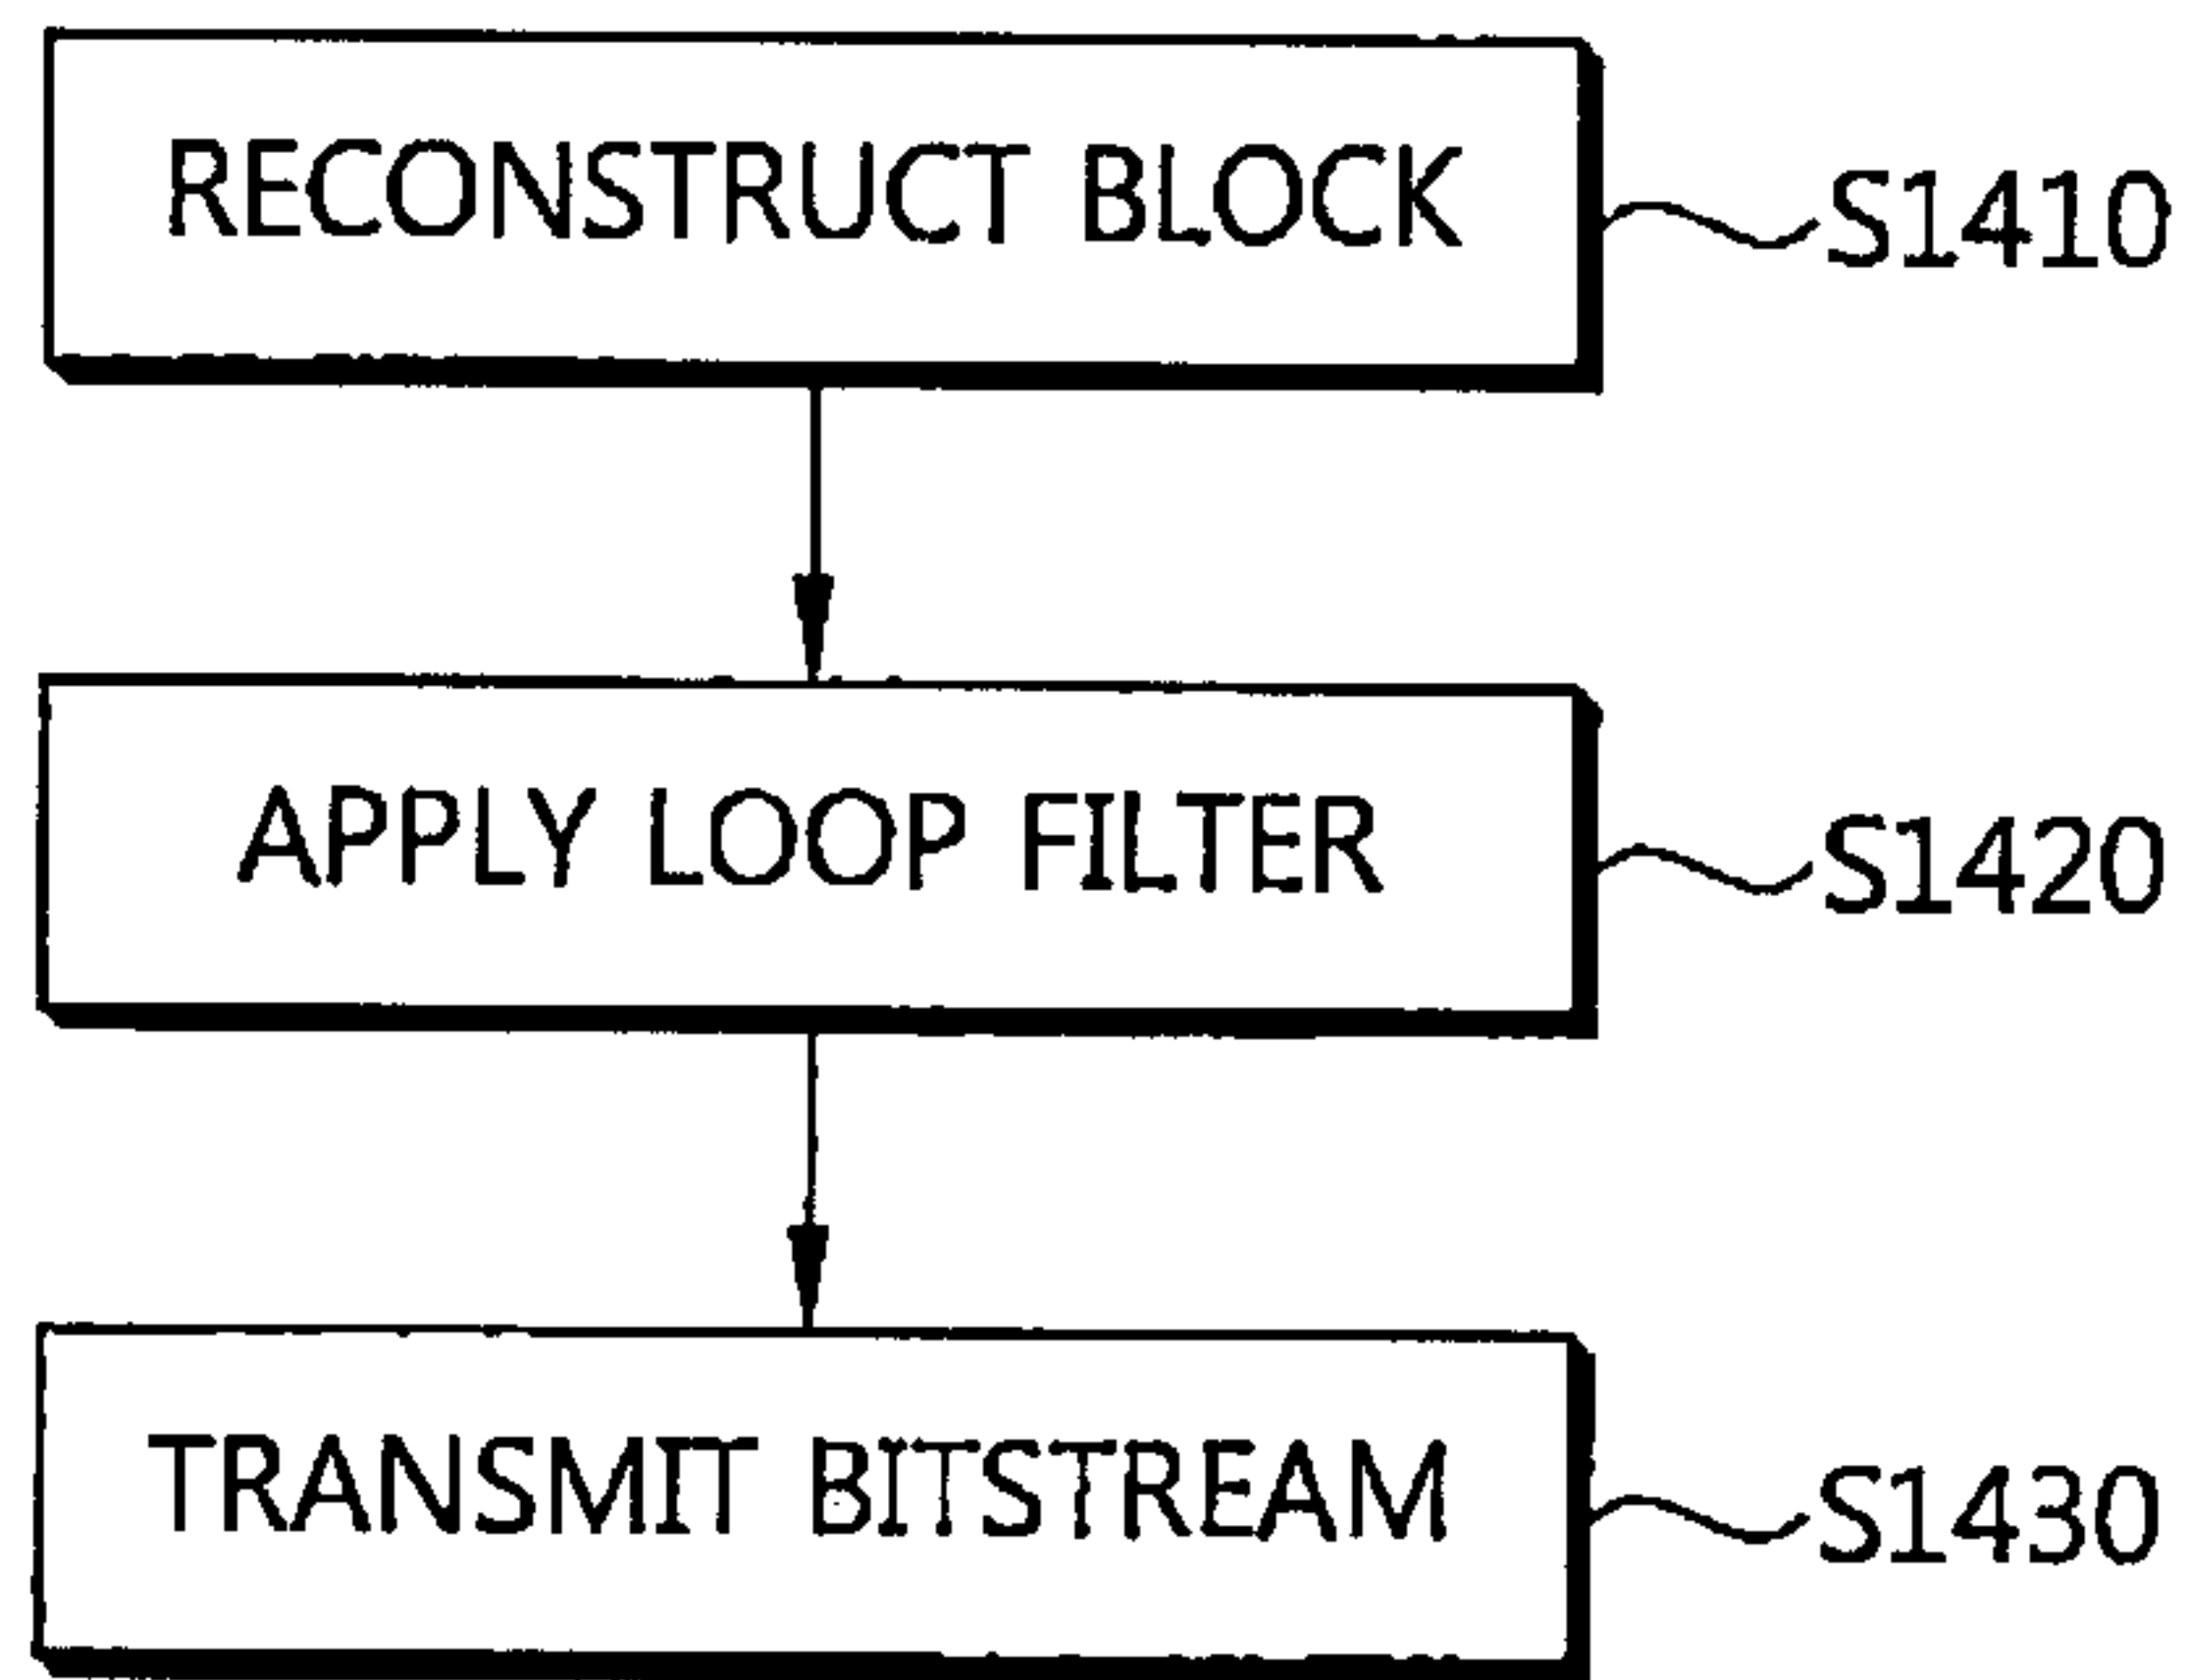 RECONSTRUCT BLOCK
S1410
APPLY LOOP FILTER
S1420
TRANSMIT BITSTREAM
S1430